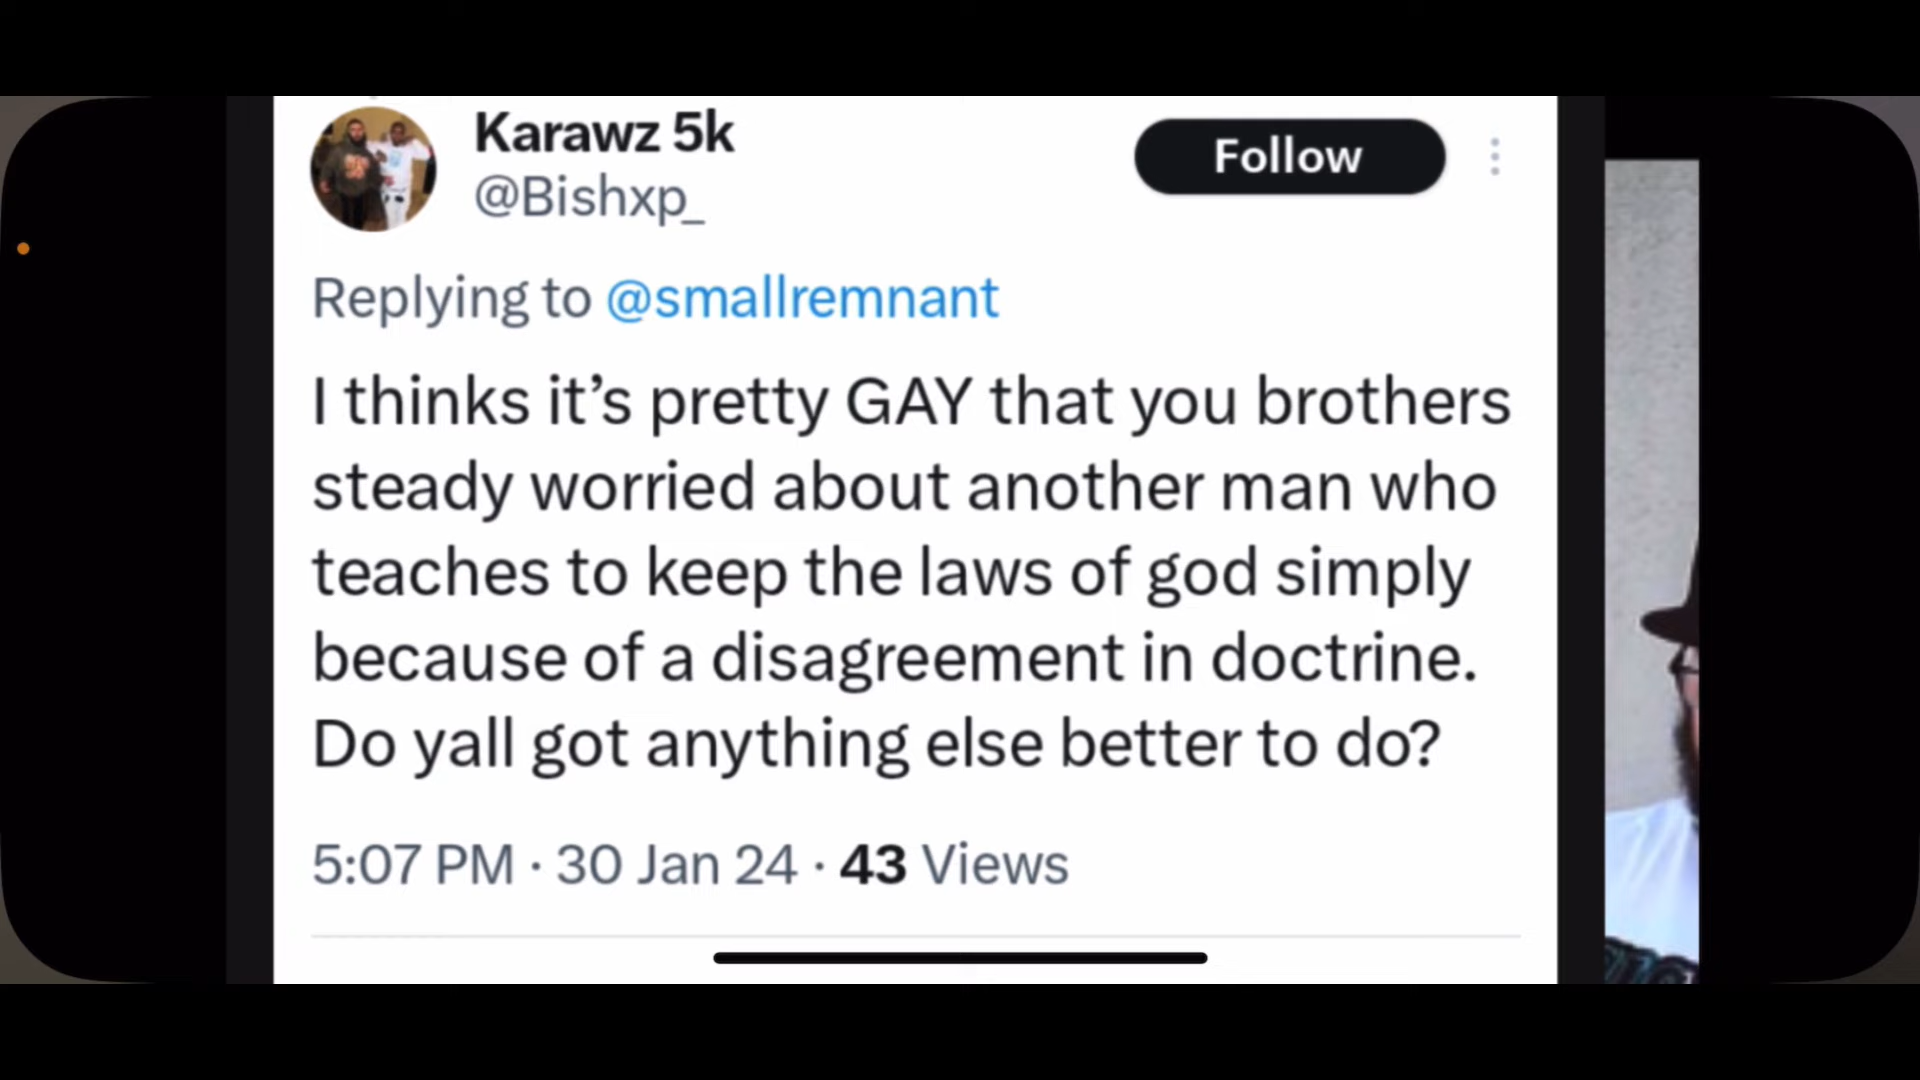 Karawz 5k
Follow
@Bishxp_
Replying to @smallremnant
I thinks it’s pretty GAY that you brothers
steady worried about another man who
teaches to keep the laws of god simply
because of a disagreement in doctrine.
Do yall got anything else better to do?
5:07 PM · 30 Jan 24 · 43 Views